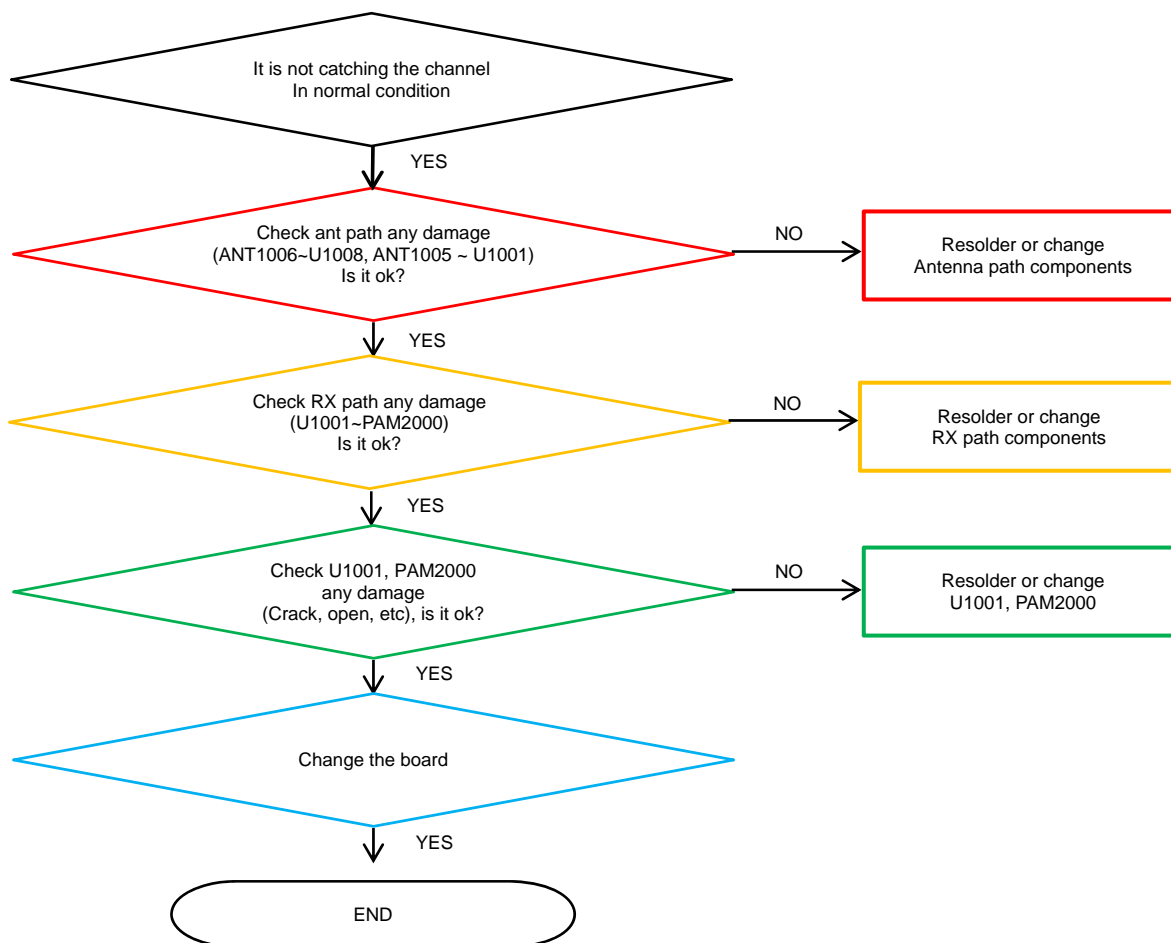 It is not catching the channel
In normal condition
YES
Check ant path any damage
(ANT1006~U1008, ANT1005 ~ U1001)
Is it ok?
NO
Resolder or change
Antenna path components
YES
Check RX path any damage
(U1001~PAM2000)
Is it ok?
NO
Resolder or change
RX path components
YES
Check U1001, PAM2000
any damage
(Crack, open, etc), is it ok?
NO
Resolder or change
U1001, PAM2000
YES
Change the board
YES
END